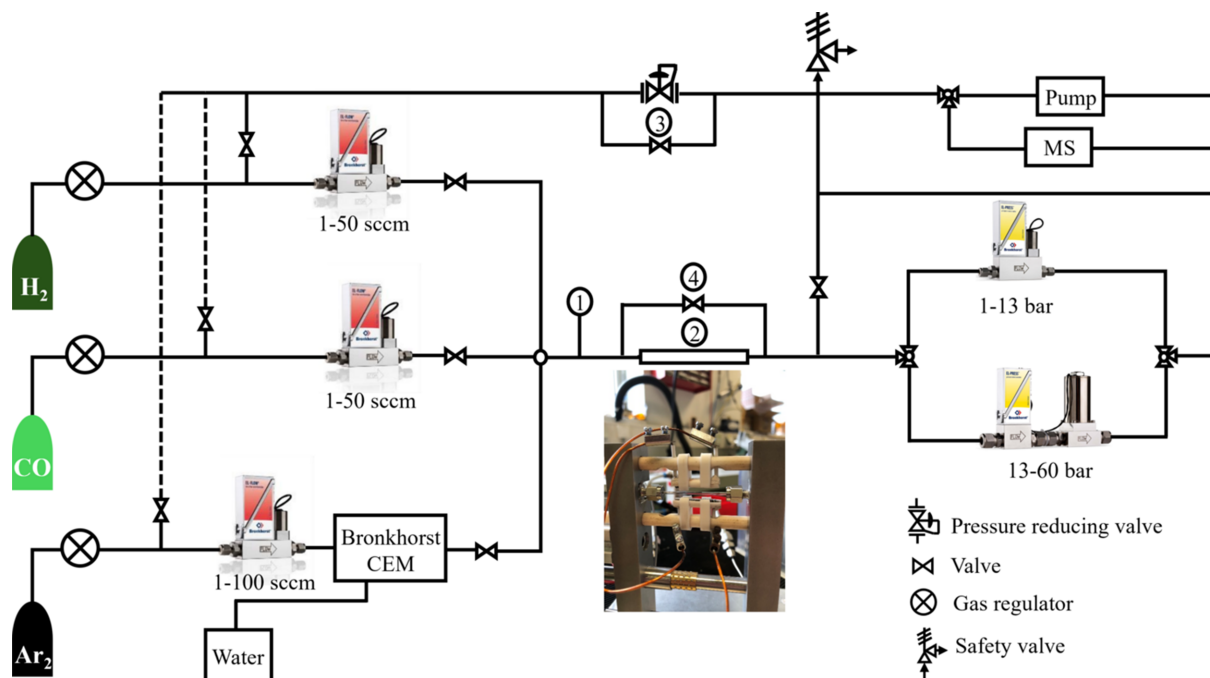 3
Pump
MS
1-50 sccm
H2
1-13 bar
4
1
2
1-50 sccm
CO
13-60 bar
Pressure reducing valve
Valve
Bronkhorst
CEM
1-100 sccm
Gas regulator
Ar2
Water
Safety valve